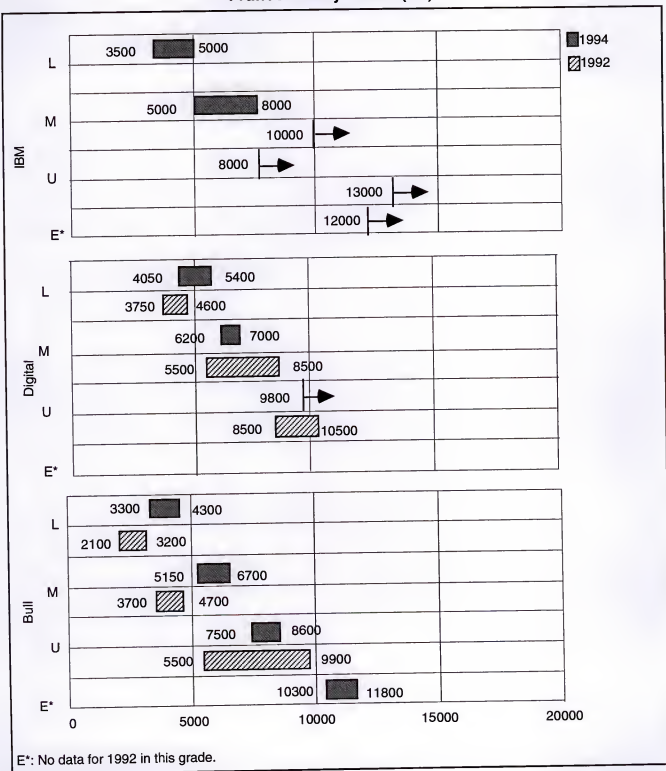 1994
1992
IBM
L
3500 5000
M
5000 8000
10000
U
8000
13000
E*
12000
Digital
L
4050 5400
3750 4600
M
6200 7000
5500 8500
U
9800
8500 10500
E*
Bull
L
3300 4300
2100 3200
M
5150 6700
3700 4700
U
7500 8600
5500 9900
E*
10300 11800
0 5000 10000 15000 20000
E*: No data for 1992 in this grade.